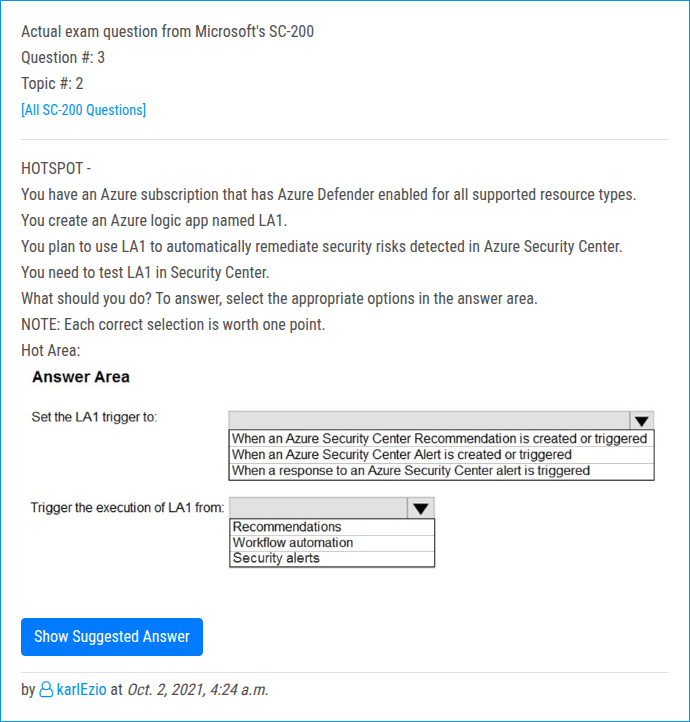 Actual exam question from Microsoft's SC-200
Question #: 3
Topic #: 2
[All SC-200 Questions]
HOTSPOT -
You have an Azure subscription that has Azure Defender enabled for all supported resource types.
You create an Azure logic app named LA1.
You plan to use LA1 to automatically remediate security risks detected in Azure Security Center.
You need to test LA1 in Security Center.
What should you do? To answer, select the appropriate options in the answer area.
NOTE: Each correct selection is worth one point.
Hot Area:
Answer Area
Set the LA1 trigger to:
When an Azure Security Center Recommendation is created or triggered
When an Azure Security Center Alert is created or triggered
When a response to an Azure Security Center alert is triggered
Trigger the execution of LA1 from:
Recommendations
Workflow automation
Security alerts
Show Suggested Answer
by karlEzio at Oct. 2, 2021, 4:24 a.m.